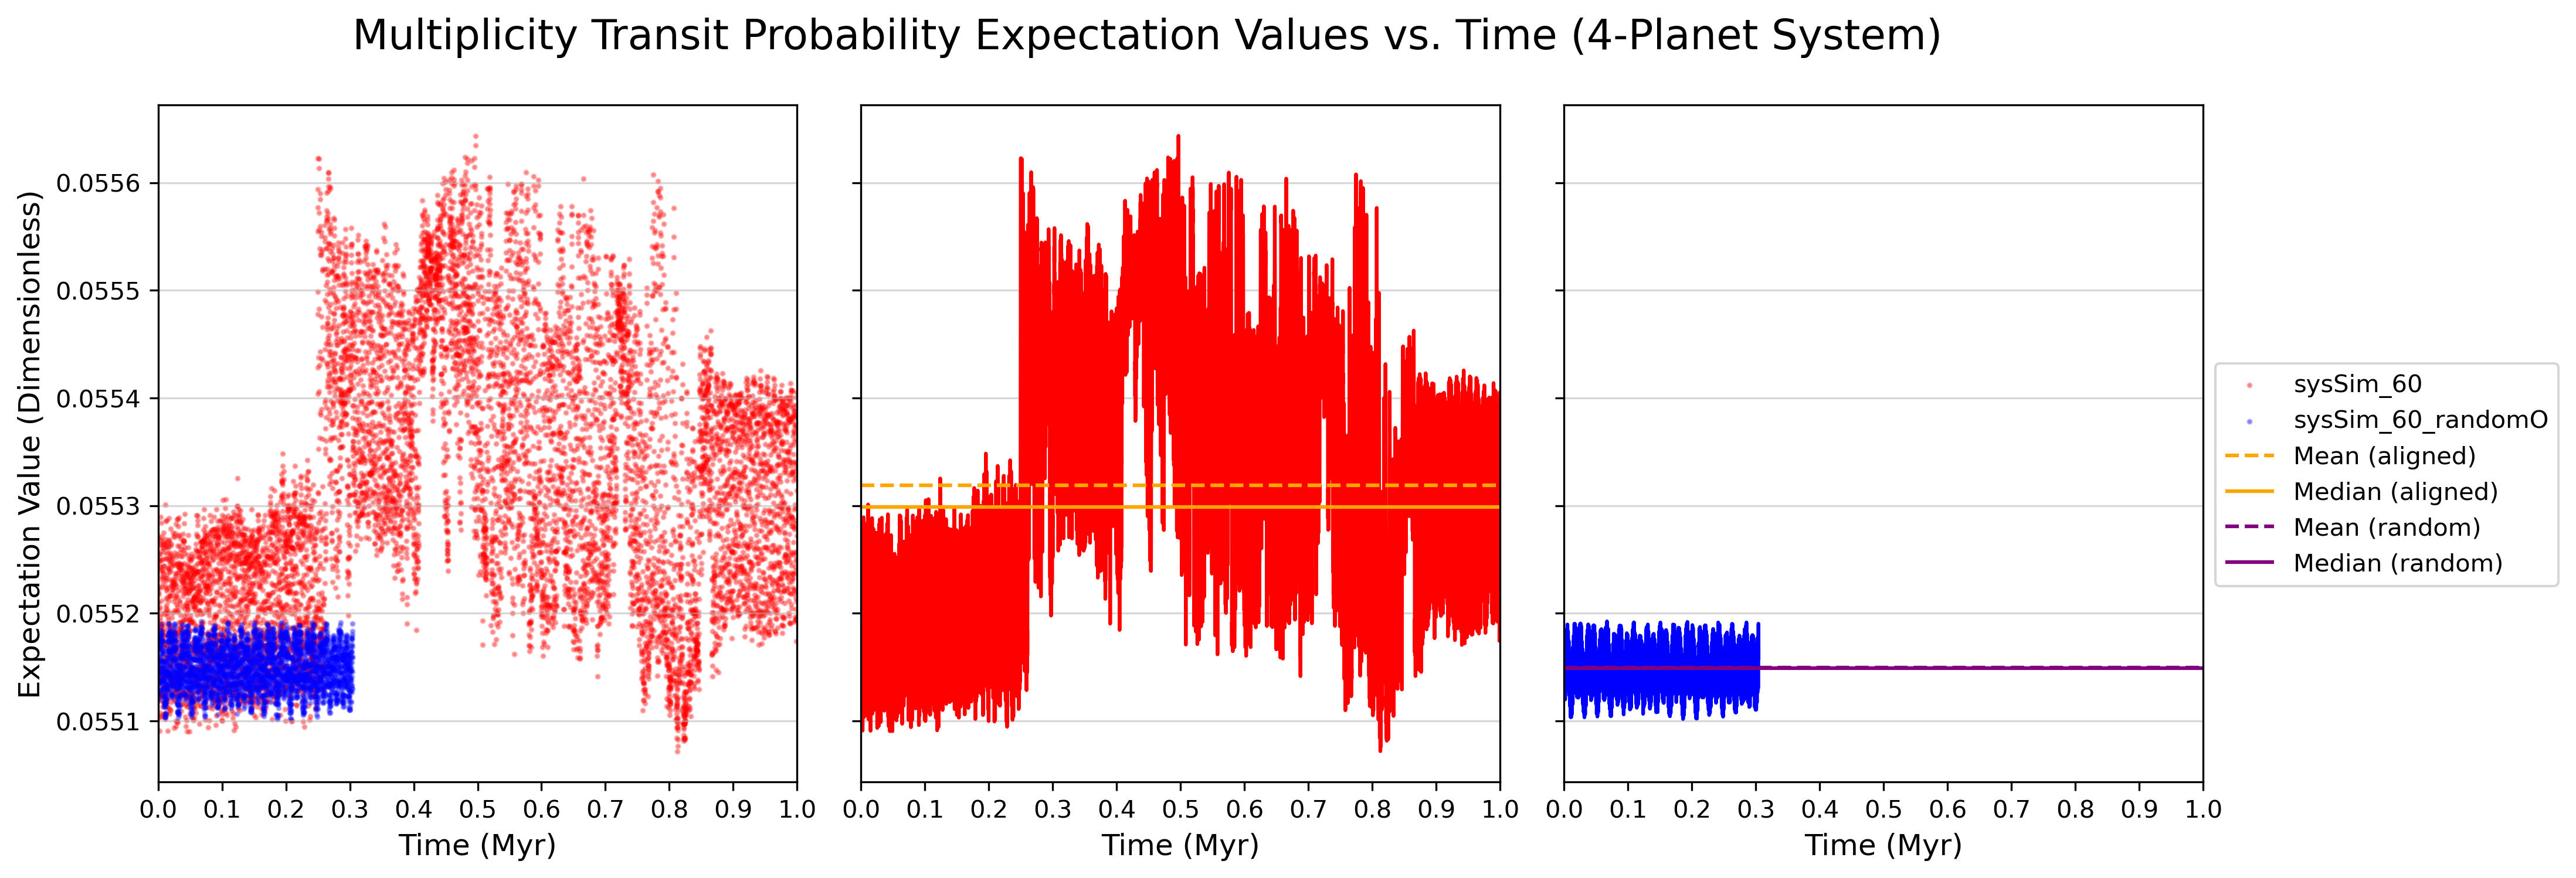 Multiplicity Transit Probability Expectation Values vs. Time (4-Planet System)
Expectation Value (Dimensionless)
0.0556
0.0555
0.0554
0.0553
0.0552
0.0551
0.0 0.1 0.2 0.3 0.4 0.5 0.6 0.7 0.8 0.9 1.0
Time (Myr)
0.0 0.1 0.2 0.3 0.4 0.5 0.6 0.7 0.8 0.9 1.0
Time (Myr)
0.0 0.1 0.2 0.3 0.4 0.5 0.6 0.7 0.8 0.9 1.0
Time (Myr)
sysSim_60
sysSim_60_randomO
Mean (aligned)
Median (aligned)
Mean (random)
Median (random)